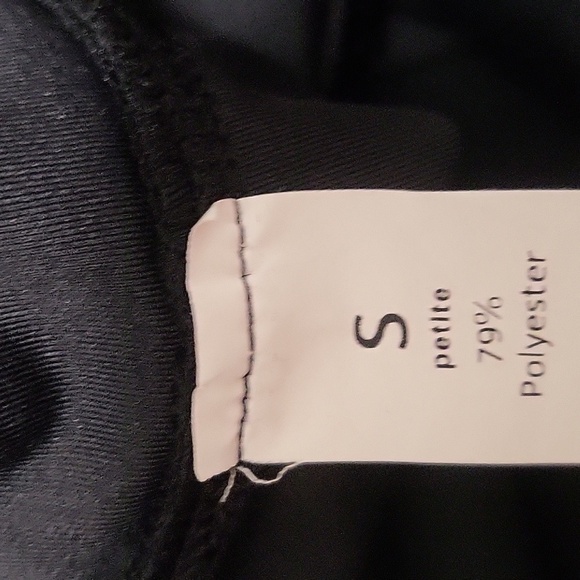 S
petite
79%
Polyester